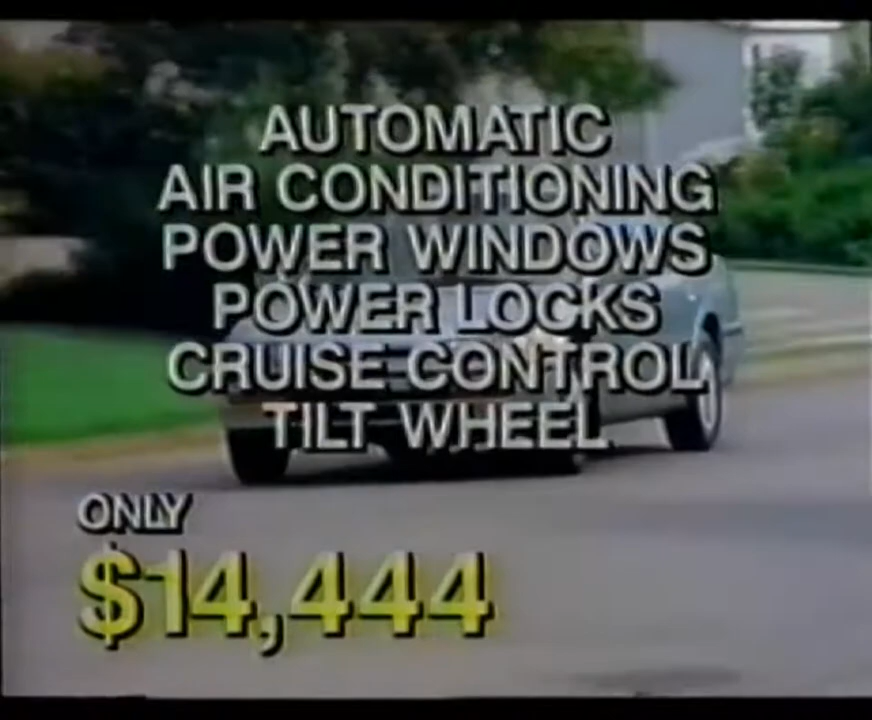 AUTOMATIC
AIR CONDITIONING
POWER WINDOWS
POWER LOCKS
CRUISE CONTROL
TILT WHEEL
ONLY
$14,444